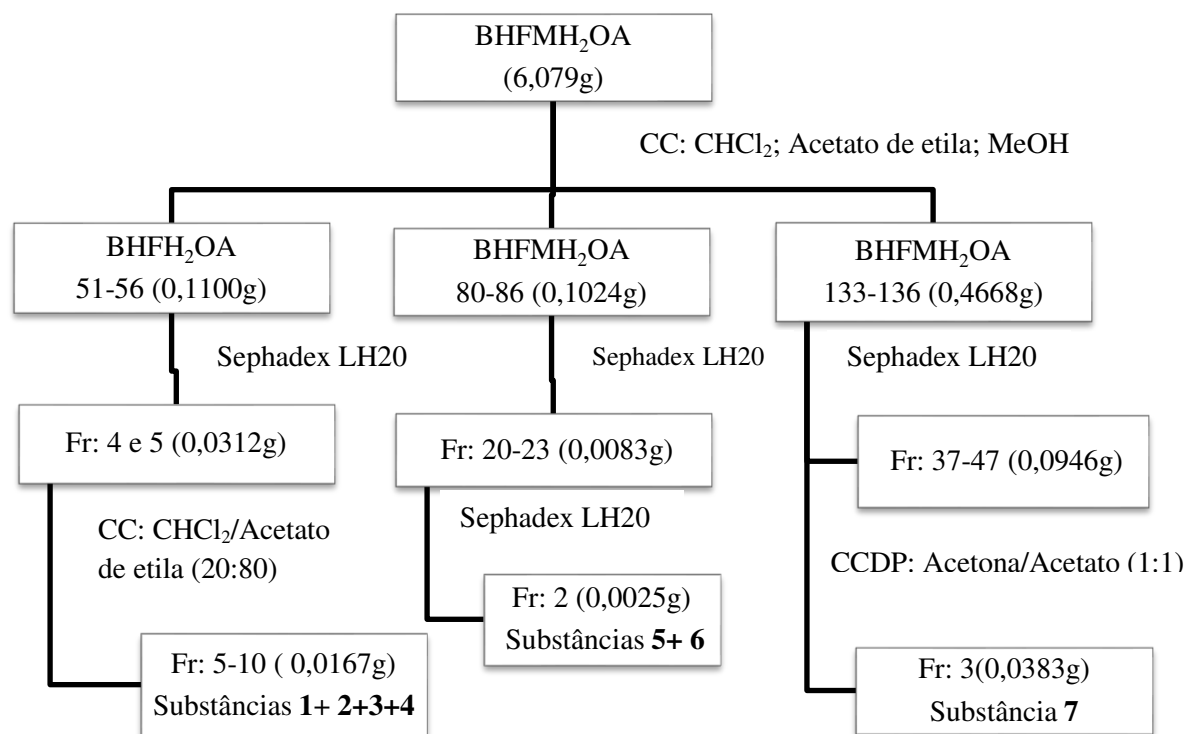 BHFMH₂OA
(6,079g)
CC: CHCl₂; Acetato de etila; MeOH
BHFH₂OA
51-56 (0,1100g)
BHFMH₂OA
80-86 (0,1024g)
BHFMH₂OA
133-136 (0,4668g)
Sephadex LH20
Sephadex LH20
Sephadex LH20
Fr: 4 e 5 (0,0312g)
Fr: 20-23 (0,0083g)
Fr: 37-47 (0,0946g)
CC: CHCl₂/Acetato
de etila (20:80)
Sephadex LH20
CCDP: Acetona/Acetato (1:1)
Fr: 5-10 ( 0,0167g)
Substâncias 1+ 2+3+4
Fr: 2 (0,0025g)
Substâncias 5+ 6
Fr: 3(0,0383g)
Substância 7